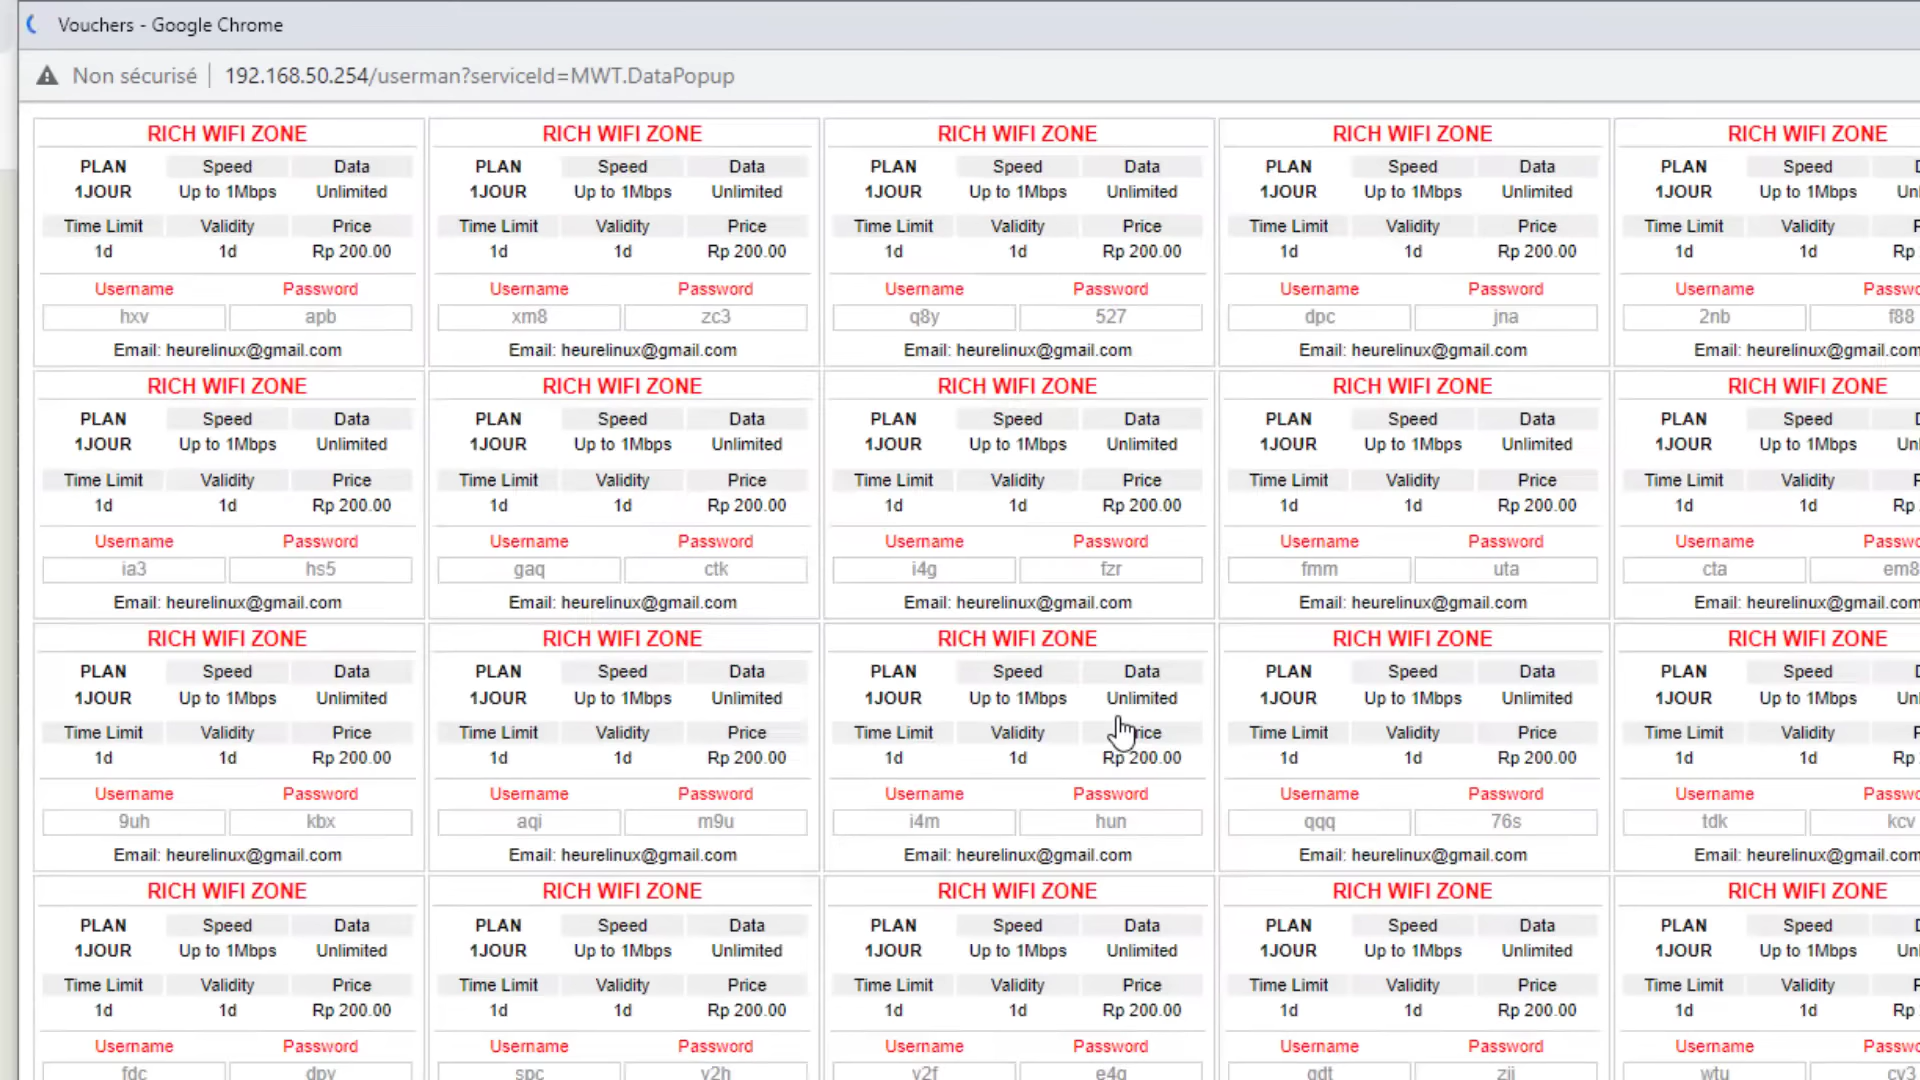 Vouchers - Google Chrome
Non sécurisé 192.168.50.254/userman?serviceId=MWT.DataPopup
RICH WIFI ZONE RICH WIFI ZONE RICH WIFI ZONE RICH WIFI ZONE RICH WIFI ZONE
PLAN Speed Data PLAN Speed Data PLAN Speed Data PLAN Speed Data PLAN Speed
1JOUR Up to 1Mbps Unlimited 1JOUR Up to 1Mbps Unlimited 1JOUR Up to 1Mbps Unlimited 1JOUR Up to 1Mbps Unlimited 1JOUR Up to 1Mbps
Time Limit Validity Price Time Limit Validity Price Time Limit Validity Price Time Limit Validity Price Time Limit Validity
1d 1d Rp 200.00 1d 1d Rp 200.00 1d 1d Rp 200.00 1d 1d Rp 200.00 1d 1d Rp
Username Password Username Password Username Password Username Password Username
hxv apb xm8 zc3 q8y 527 dpc jna 2nb f88
Email: heurelinux@gmail.com Email: heurelinux@gmail.com Email: heurelinux@gmail.com Email: heurelinux@gmail.com Email: heurelinux@gmail.com
RICH WIFI ZONE RICH WIFI ZONE RICH WIFI ZONE RICH WIFI ZONE RICH WIFI ZONE
PLAN Speed Data PLAN Speed Data PLAN Speed Data PLAN Speed Data PLAN Speed
1JOUR Up to 1Mbps Unlimited 1JOUR Up to 1Mbps Unlimited 1JOUR Up to 1Mbps Unlimited 1JOUR Up to 1Mbps Unlimited 1JOUR Up to 1Mbps
Time Limit Validity Price Time Limit Validity Price Time Limit Validity Price Time Limit Validity Price Time Limit Validity
1d 1d Rp 200.00 1d 1d Rp 200.00 1d 1d Rp 200.00 1d 1d Rp 200.00 1d 1d Rp
Username Password Username Password Username Password Username Password Username
ia3 hs5 gaq ctk i4g fzr fmm uta cta em8
Email: heurelinux@gmail.com Email: heurelinux@gmail.com Email: heurelinux@gmail.com Email: heurelinux@gmail.com Email: heurelinux@gmail.com
RICH WIFI ZONE RICH WIFI ZONE RICH WIFI ZONE RICH WIFI ZONE RICH WIFI ZONE
PLAN Speed Data PLAN Speed Data PLAN Speed Data PLAN Speed Data PLAN Speed
1JOUR Up to 1Mbps Unlimited 1JOUR Up to 1Mbps Unlimited 1JOUR Up to 1Mbps Unlimited 1JOUR Up to 1Mbps Unlimited 1JOUR Up to 1Mbps
Time Limit Validity Price Time Limit Validity Price Time Limit Validity Price Time Limit Validity Price Time Limit Validity
1d 1d Rp 200.00 1d 1d Rp 200.00 1d 1d Rp 200.00 1d 1d Rp 200.00 1d 1d Rp
Username Password Username Password Username Password Username Password Username
9uh kbx aqi m9u i4m hun qqq 76s tdk kcv
Email: heurelinux@gmail.com Email: heurelinux@gmail.com Email: heurelinux@gmail.com Email: heurelinux@gmail.com Email: heurelinux@gmail.com
RICH WIFI ZONE RICH WIFI ZONE RICH WIFI ZONE RICH WIFI ZONE RICH WIFI ZONE
PLAN Speed Data PLAN Speed Data PLAN Speed Data PLAN Speed Data PLAN Speed
1JOUR Up to 1Mbps Unlimited 1JOUR Up to 1Mbps Unlimited 1JOUR Up to 1Mbps Unlimited 1JOUR Up to 1Mbps Unlimited 1JOUR Up to 1Mbps
Time Limit Validity Price Time Limit Validity Price Time Limit Validity Price Time Limit Validity Price Time Limit Validity
1d 1d Rp 200.00 1d 1d Rp 200.00 1d 1d Rp 200.00 1d 1d Rp 200.00 1d 1d Rp
Username Password Username Password Username Password Username Password Username
fdc spc wtu